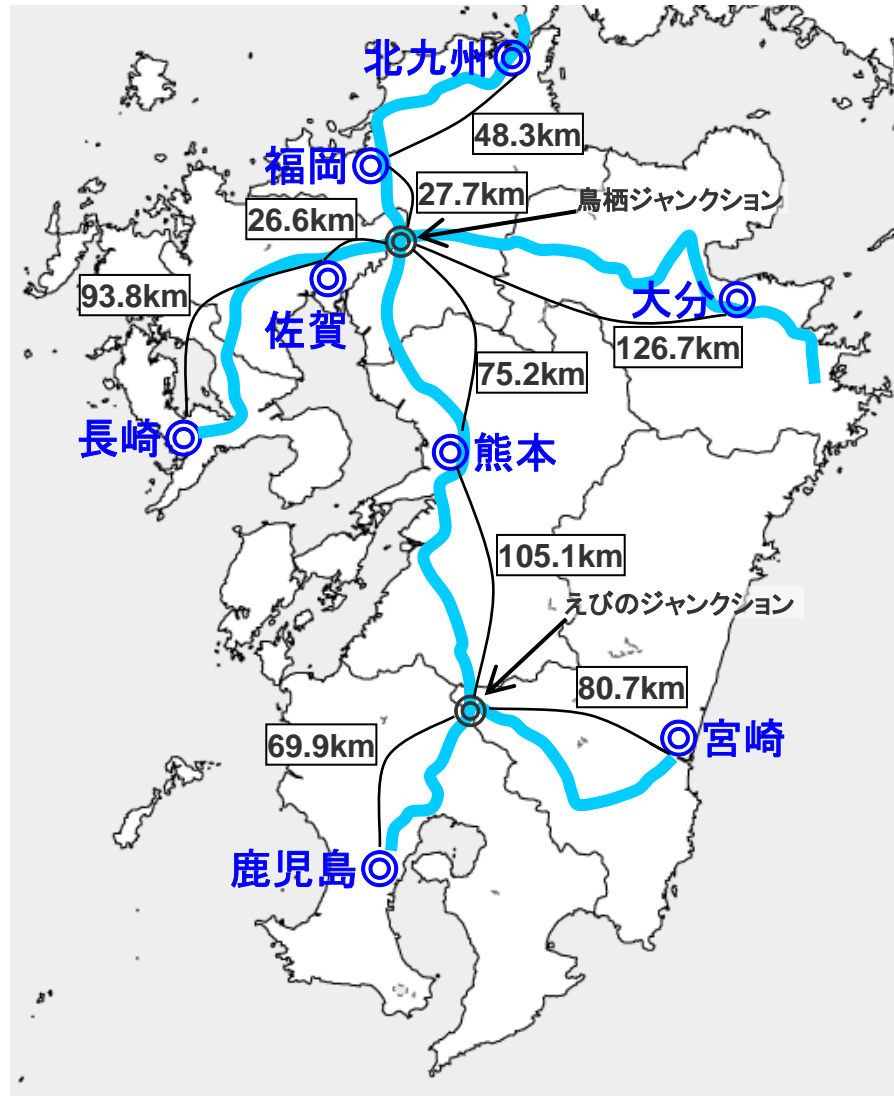 北九州
48.3km
福岡
27.7km
鳥栖ジャンクション
26.6km
93.8km
佐賀
大分
126.7km
75.2km
長崎
熊本
105.1km
えびのジャンクション
80.7km
69.9km
宮崎
鹿児島